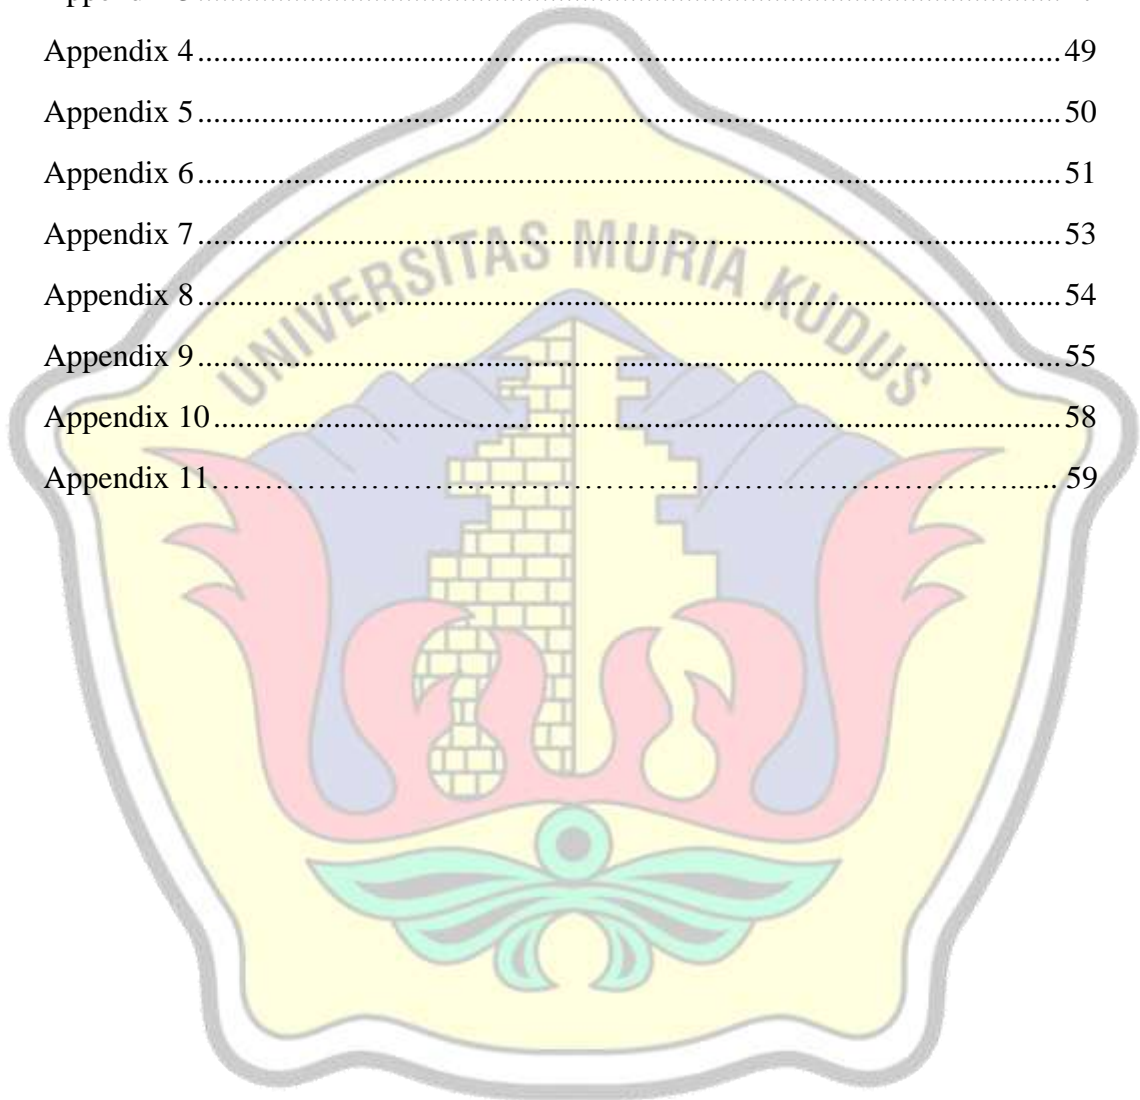 Appendix 4 ........................................................................................................ 49
Appendix 5 ........................................................................................................ 50
Appendix 6 ........................................................................................................ 51
Appendix 7 ........................................................................................................ 53
Appendix 8 ........................................................................................................ 54
Appendix 9 ........................................................................................................ 55
Appendix 10 ...................................................................................................... 58
Appendix 11 ...................................................................................................... 59
UNIVERSITAS MURIA KUDUS